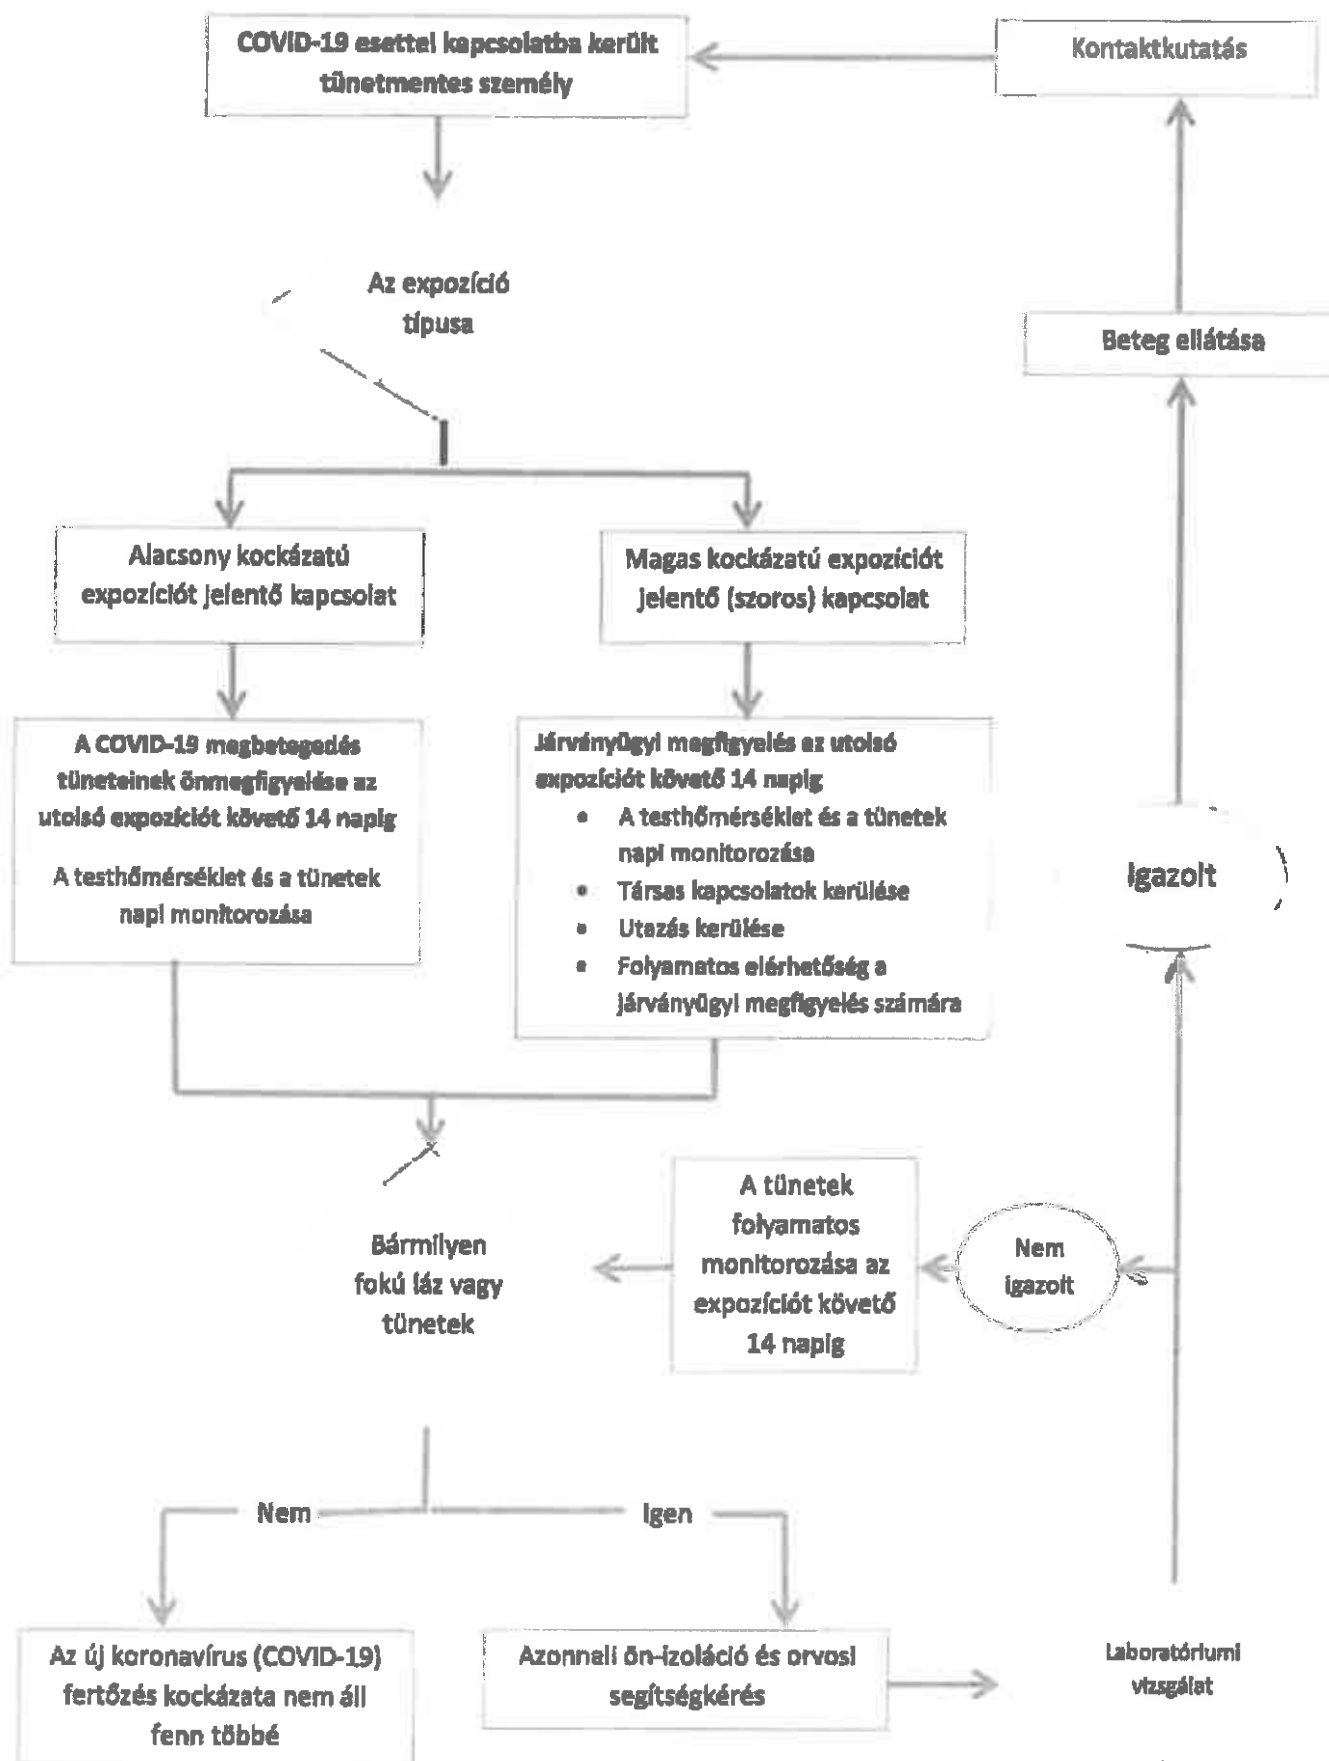 COVID-19 esettel kapcsolatba került
tünetmentes személy
Kontaktkutatás
Az expozíció
típusa
Beteg ellátása
Alacsony kockázatú
expozíciót jelentő kapcsolat
Magas kockázatú expozíciót
jelentő (szoros) kapcsolat
A COVID-19 megbetegedés
tüneteinek önmegfigyelése az
utolsó expozíciót követő 14 napig
A testhőmérséklet és a tünetek
napi monitorozása
Járványügyi megfigyelés az utolsó
expozíciót követő 14 napig
• A testhőmérséklet és a tünetek
napi monitorozása
• Társas kapcsolatok kerülése
• Utazás kerülése
• Folyamatos elérhetőség a
járványügyi megfigyelés számára
Igazolt
Bármilyen
fokú láz vagy
tünetek
A tünetek
folyamatos
monitorozása az
expozíciót követő
14 napig
Nem
igazolt
Nem
Igen
Az új koronavírus (COVID-19)
fertőzés kockázata nem áll
fenn többé
Azonnali ön-izoláció és orvosi
segítségkérés
Laboratóriumi
vizsgálat